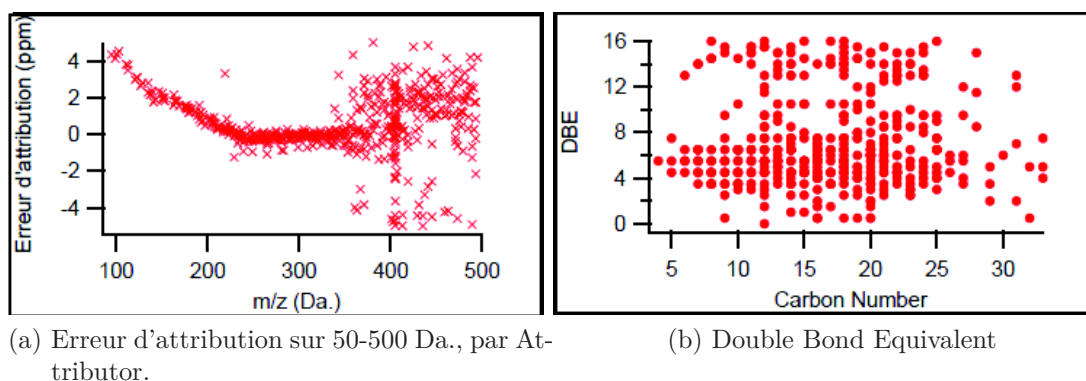 Erreur d'attribution (ppm)
4
2
0
-2
-4
100 200 300 400 500
m/z (Da.)
DBE
16
12
8
4
0
5 10 15 20 25 30
Carbon Number
(a) Erreur d'attribution sur 50-500 Da., par At-
tributor.
(b) Double Bond Equivalent